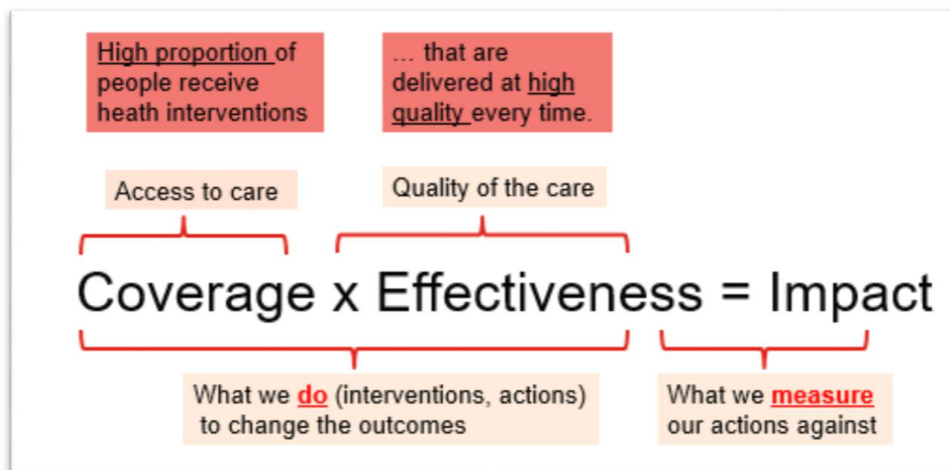 High proportion of
people receive
heath interventions
... that are
delivered at high
quality every time.
Access to care
Quality of the care
Coverage x Effectiveness = Impact
What we do (interventions, actions)
to change the outcomes
What we measure
our actions against